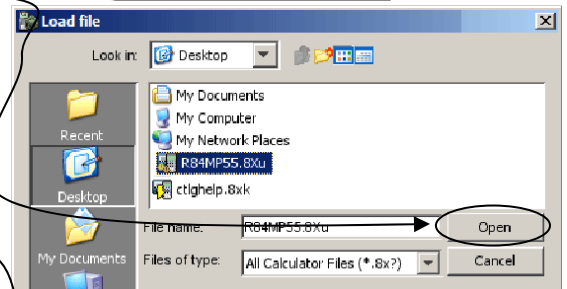 Load file
Look in: Desktop
My Documents
My Computer
My Network Places
R84MP55.8Xu
ctlghelp.8xk
Recent
Desktop
My Documents
File name: R84MP55.8Xu Open
Files of type: All Calculator Files (*.8x?) Cancel